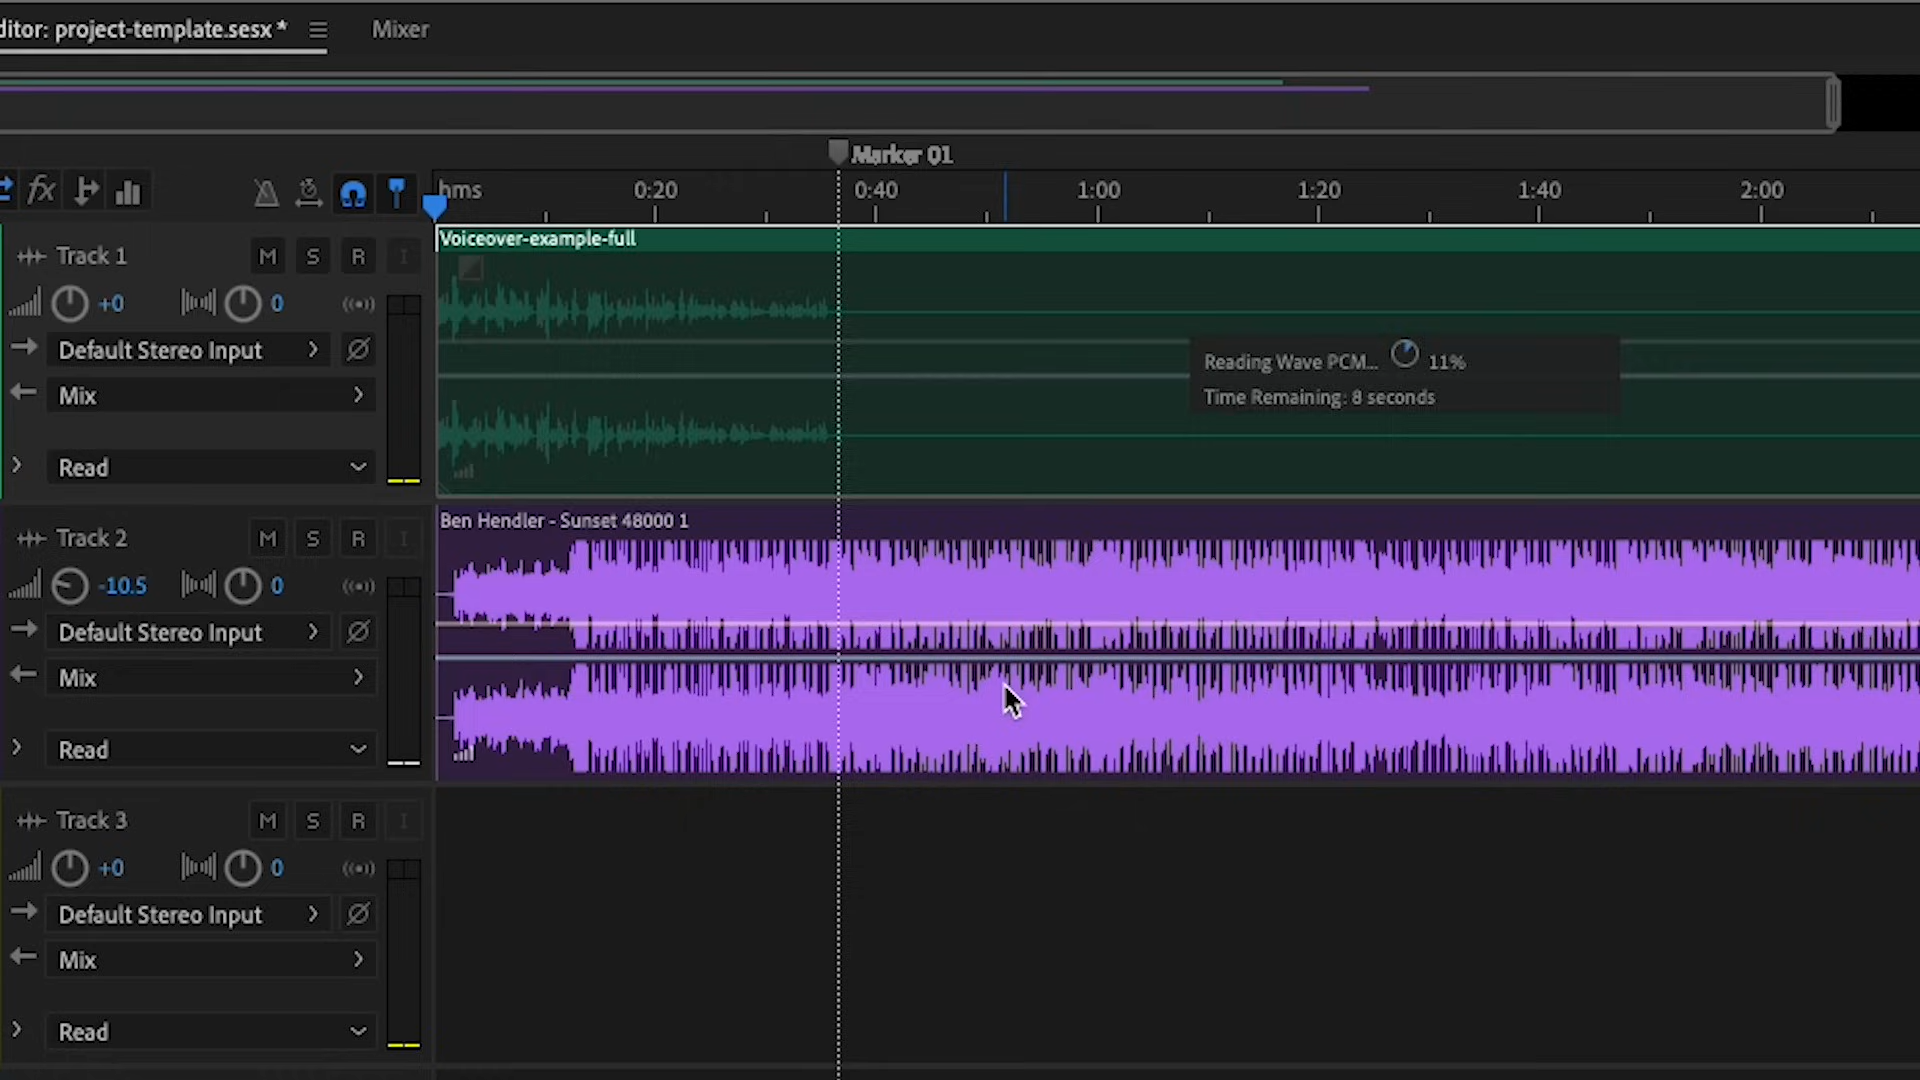 ditor: project-template.sesx *
Mixer
Marker 01
fx
hms 0:20 0:40 1:00 1:20 1:40 2:00
Voiceover-example-full
Track 1 M S R I
+0 0
Default Stereo Input
Mix
Read
Reading Wave PCM... 11%
Time Remaining: 8 seconds
Ben Hendler - Sunset 48000 1
Track 2 M S R I
-10.5 0
Default Stereo Input
Mix
Read
Track 3 M S R I
+0 0
Default Stereo Input
Mix
Read